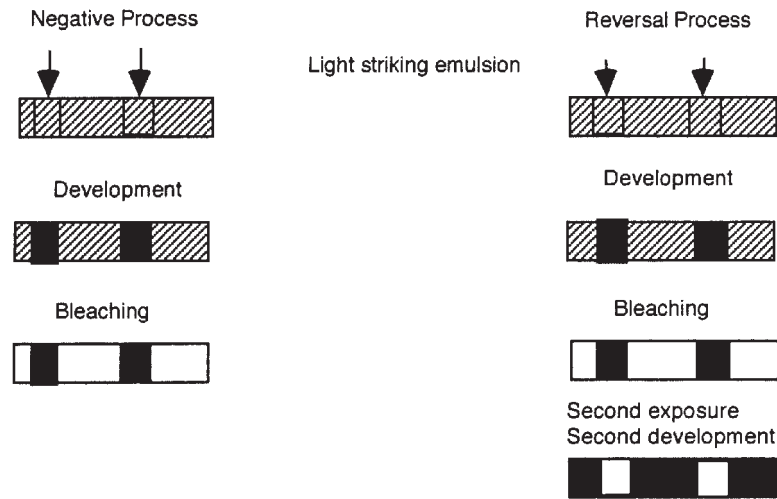 Negative Process
Reversal Process
Light striking emulsion
Development
Development
Bleaching
Bleaching
Second exposure
Second development